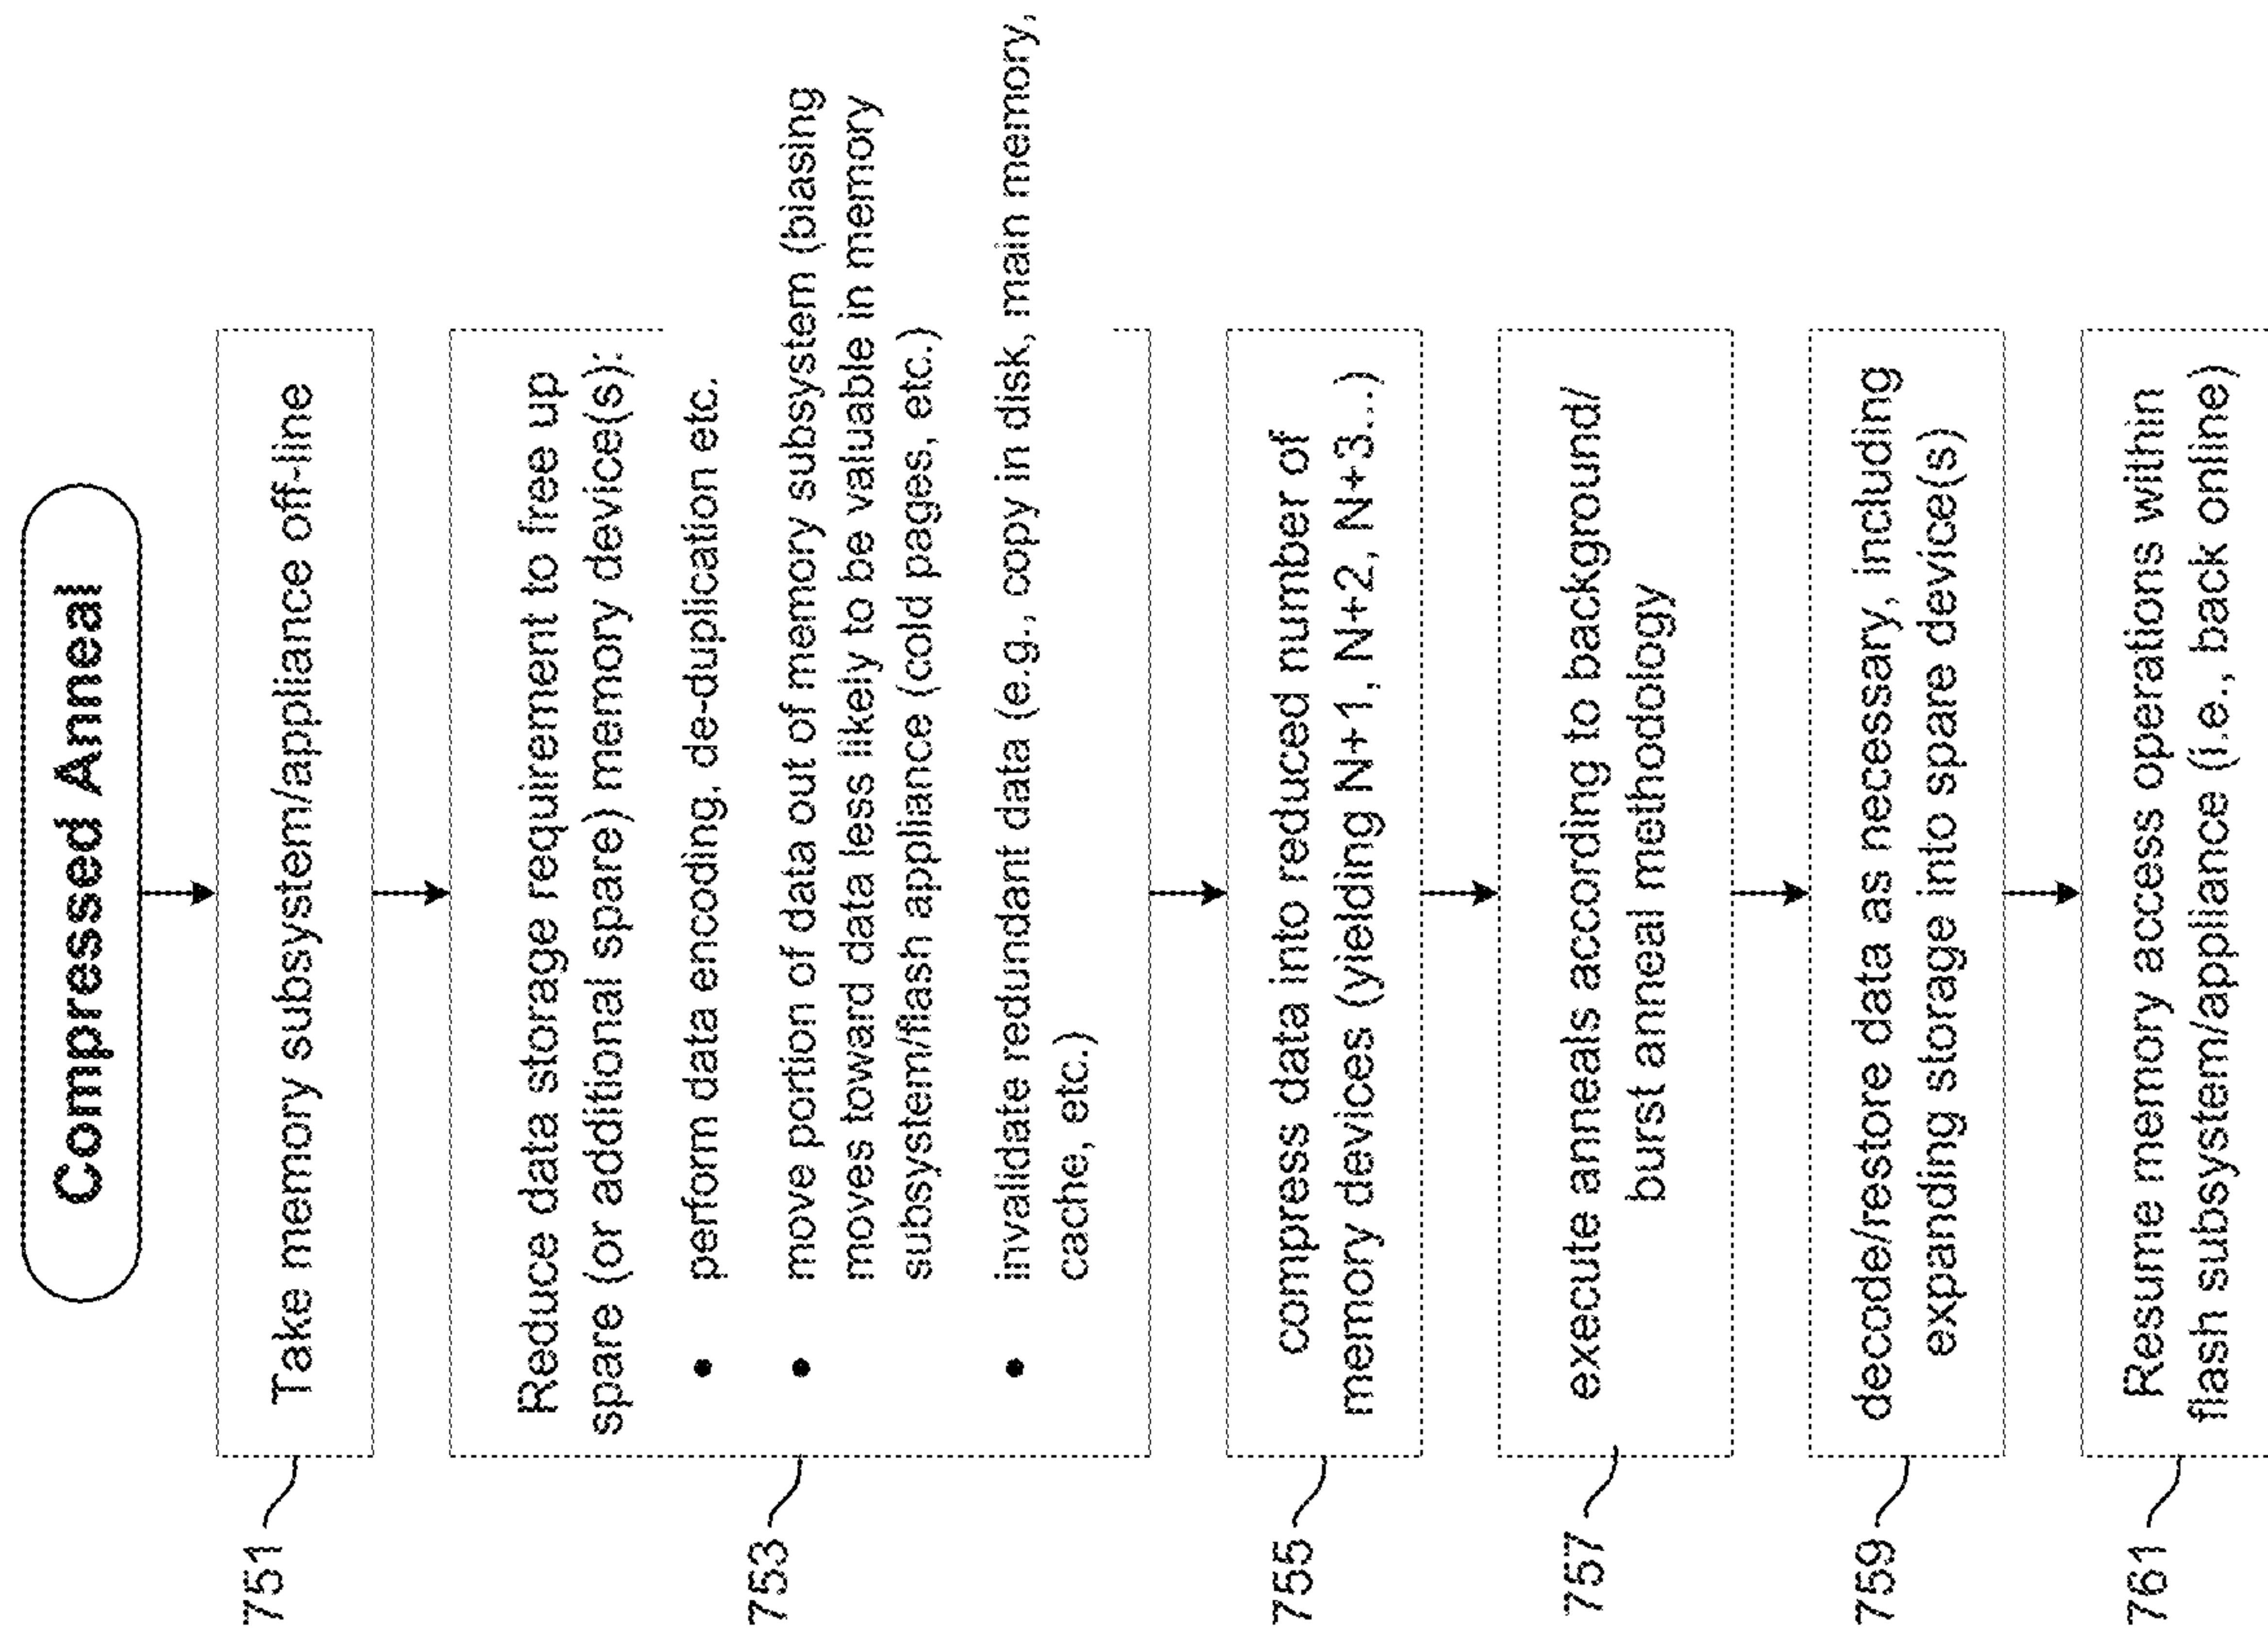 Compressed Anneal
751
Take memory subsystem/appliance off-line
753
Reduce data storage requirement to free up
spare (or additional spare) memory device(s):
• perform data encoding, de-duplication etc.
• move portion of data out of memory subsystem (biasing
moves toward data less likely to be valuable in memory
subsystem/flash appliance (cold pages, etc.)
• invalidate redundant data (e.g., copy in disk, main memory,
cache, etc.)
755
compress data into reduced number of
memory devices (yielding N+1, N+2, N+3...)
757
execute anneals according to background/
burst anneal methodology
759
decode/restore data as necessary, including
expanding storage into spare device(s)
761
Resume memory access operations within
flash subsystem/appliance (i.e., back online)